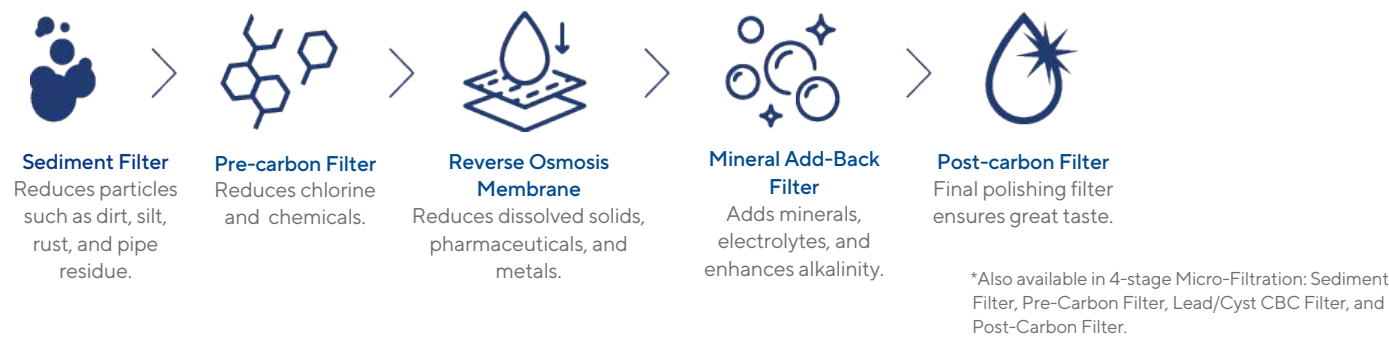 Sediment Filter
Reduces particles
such as dirt, silt,
rust, and pipe
residue.
Pre-carbon Filter
Reduces chlorine
and chemicals.
Reverse Osmosis
Membrane
Reduces dissolved solids,
pharmaceuticals, and
metals.
Mineral Add-Back
Filter
Adds minerals,
electrolytes, and
enhances alkalinity.
Post-carbon Filter
Final polishing filter
ensures great taste.
*Also available in 4-stage Micro-Filtration: Sediment
Filter, Pre-Carbon Filter, Lead/Cyst CBC Filter, and
Post-Carbon Filter.